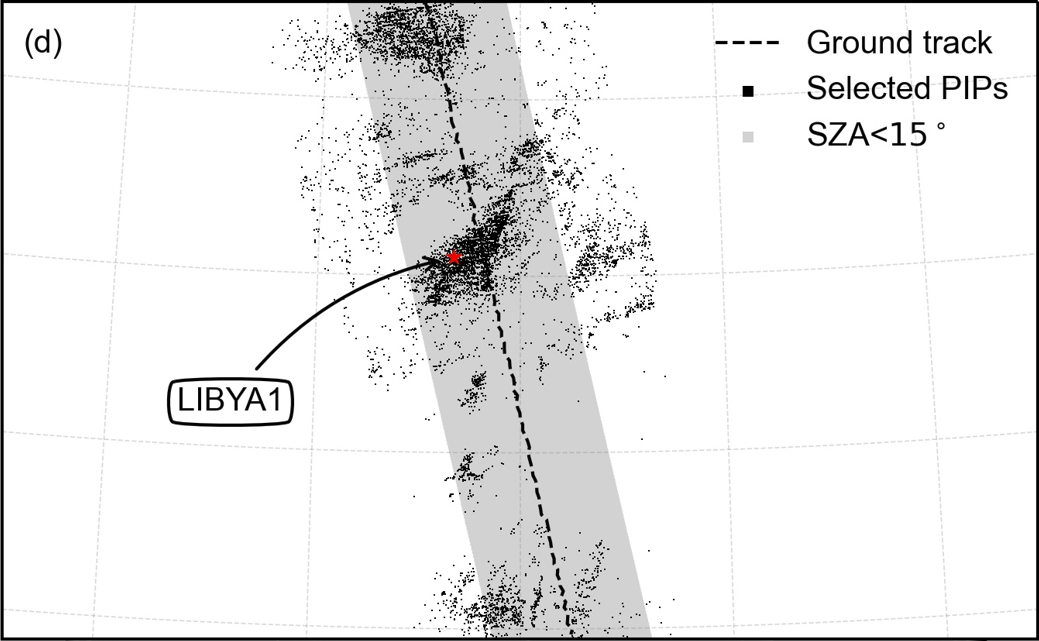 (d)
Ground track
Selected PIPs
SZA<15 °
LIBYA1